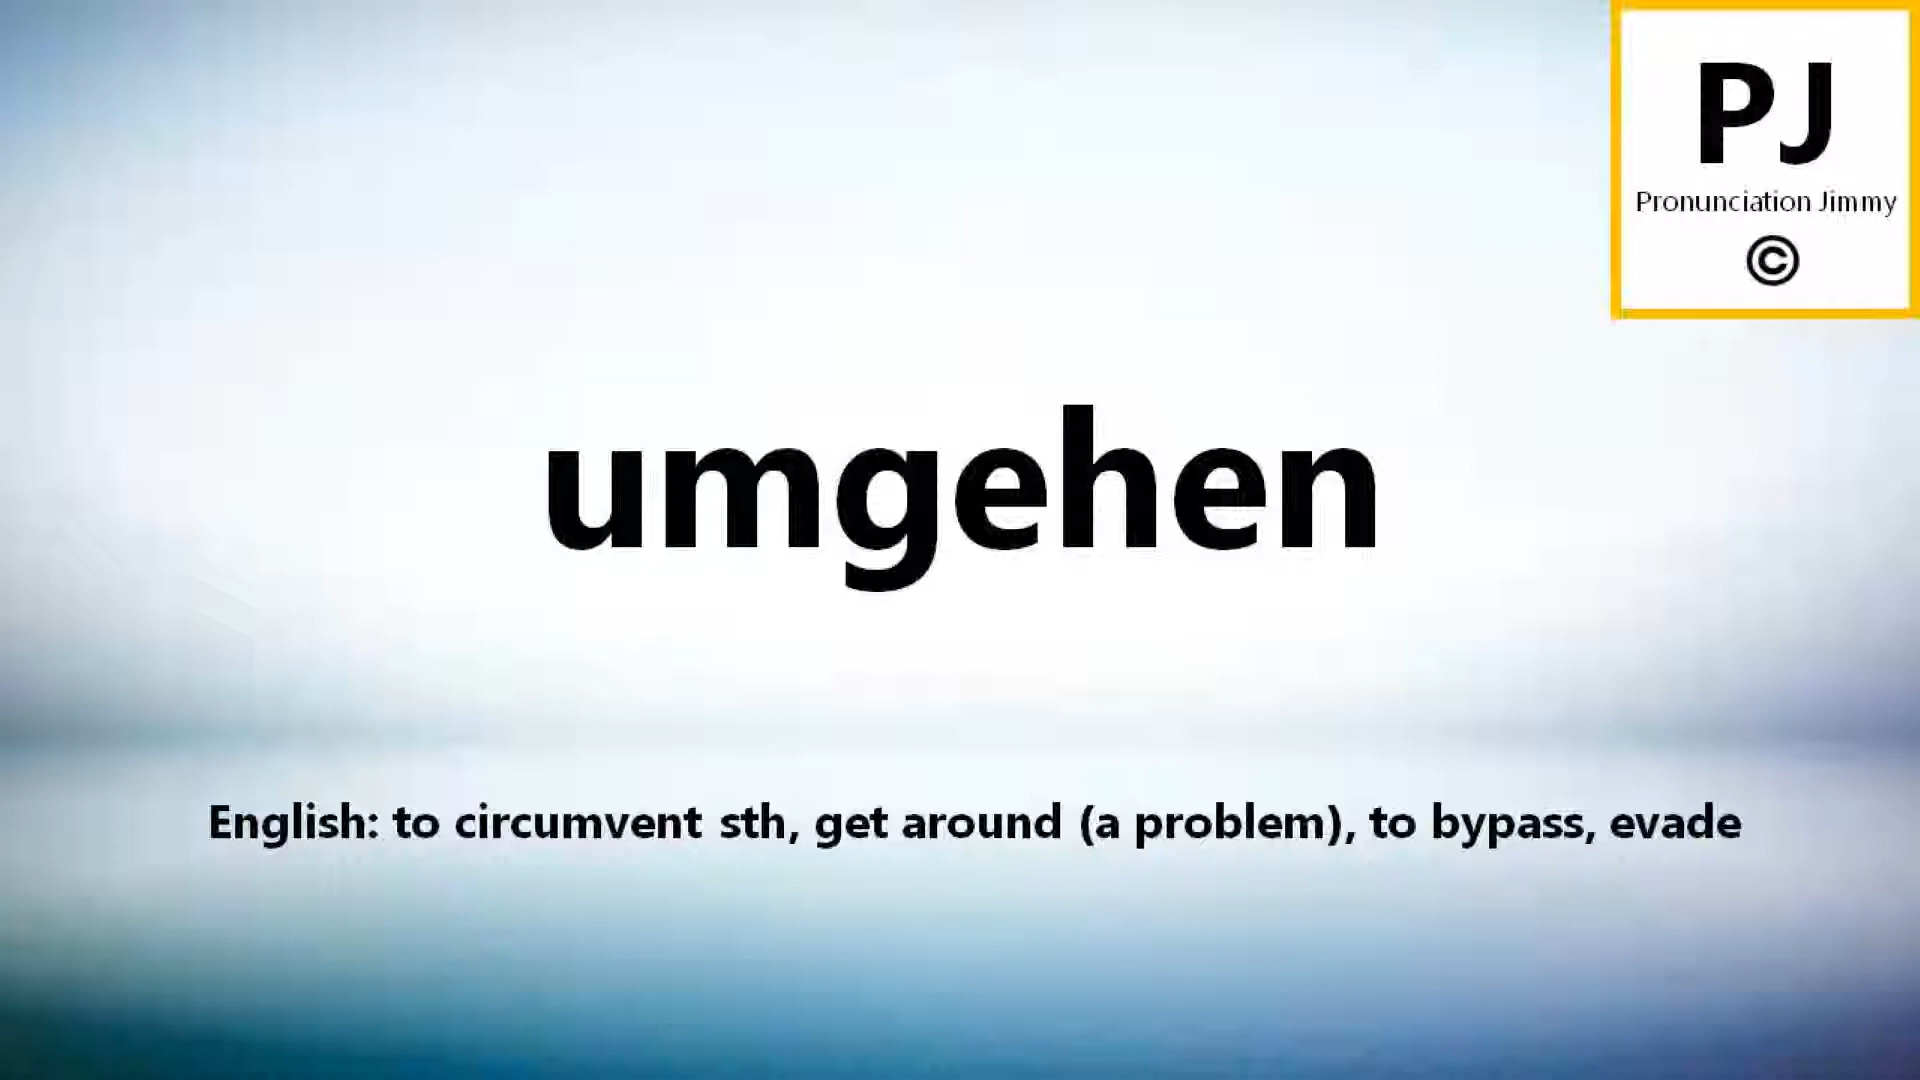 PJ
Pronunciation Jimmy
©
umgehen
English: to circumvent sth, get around (a problem), to bypass, evade